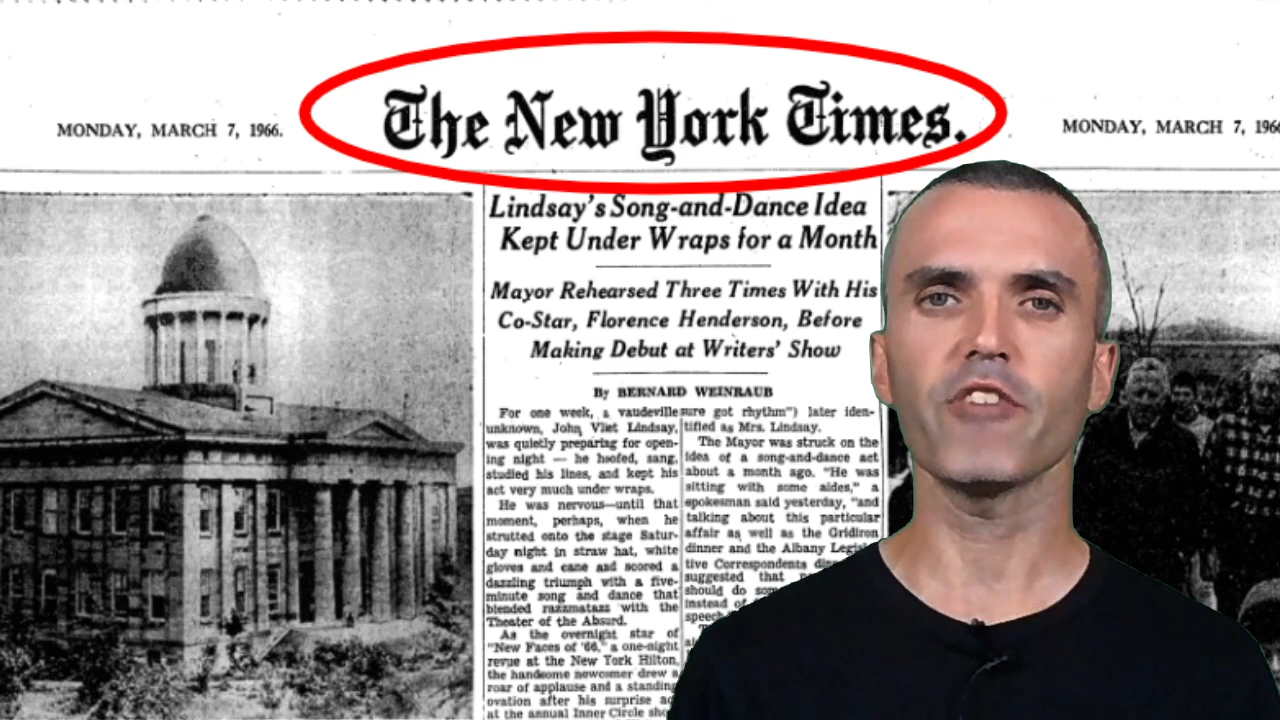 MONDAY, MARCH 7, 1966.
The New York Times.
MONDAY, MARCH 7, 196
Lindsay's Song-and-Dance Idea
Kept Under Wraps for a Month
Mayor Rehearsed Three Times With His
Co-Star, Florence Henderson, Before
Making Debut at Writers' Show
By BERNARD WEINRAUB
For one week, a vaudeville
unknown, John Vliet Lindsay,
was quietly preparing for open-
ing night — he hoofed, sang,
studied his lines, and kept his
act very much under wraps.
He was nervous—until that
moment, perhaps, when he
strutted onto the stage Satur-
day night in straw hat, white
gloves and cane and scored a
dazzling triumph with a five-
minute song and dance that
blended razzmatazz with the
Theater of the Absurd.
As the overnight star of
"New Faces of '66," a one-night
revue at the New York Hilton,
the handsome newcomer drew a
roar of applause and a standing
ovation after his surprise
at the annual Inner Circle
sure got rhythm") later iden-
tified as Mrs. Lindsay.
The Mayor was struck on the
idea of a song-and-dance act
about a month ago. "He was
sitting with some aides," a
spokesman said yesterday, "and
talking about this particular
affair as well as the Gridiron
dinner and the Albany
tive Correspondents
suggested that
should do
instead of